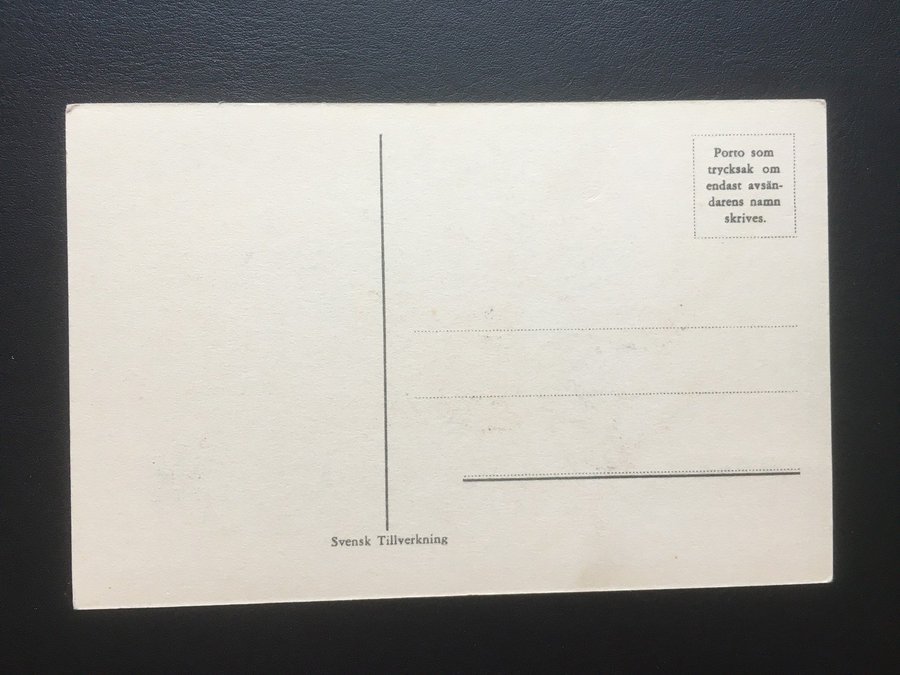 Porto som
trycksak om
endast avsän-
darens namn
skrives.
Svensk Tillverkning